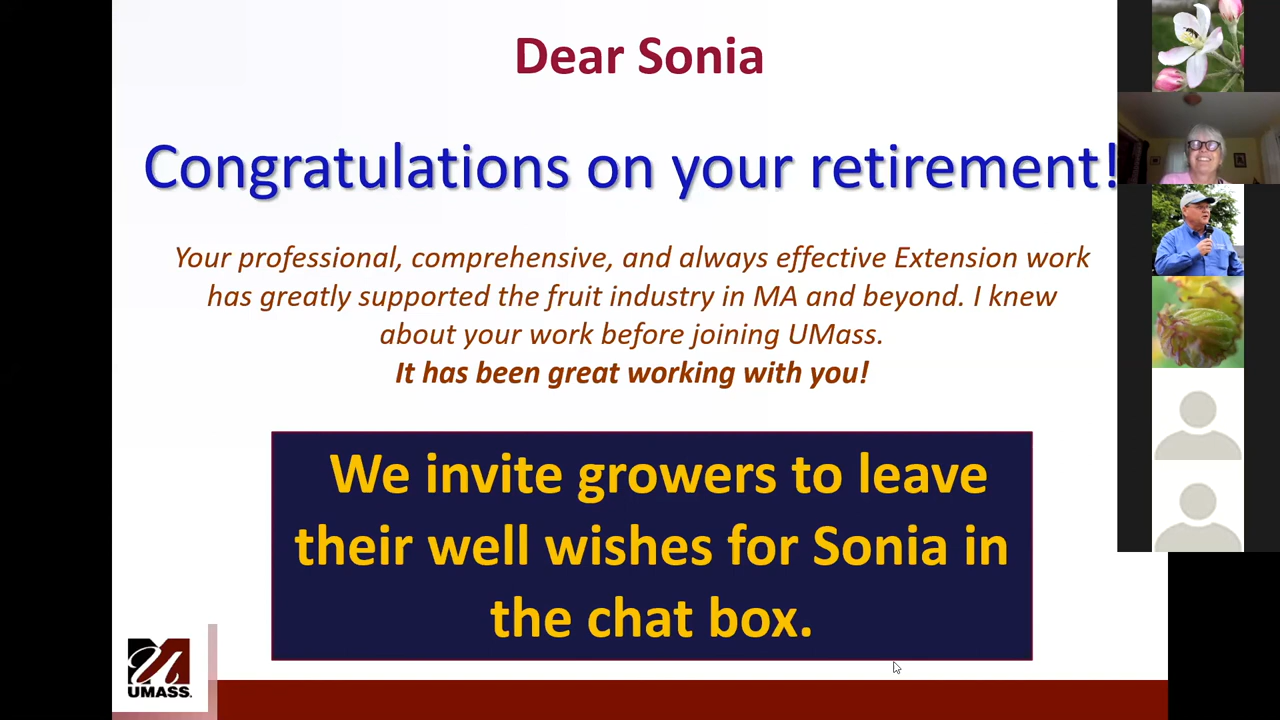 Dear Sonia
Congratulations on your retirement!
Your professional, comprehensive, and always effective Extension work
has greatly supported the fruit industry in MA and beyond. I knew
about your work before joining UMass.
It has been great working with you!
We invite growers to leave
their well wishes for Sonia in
the chat box.
UMASS.